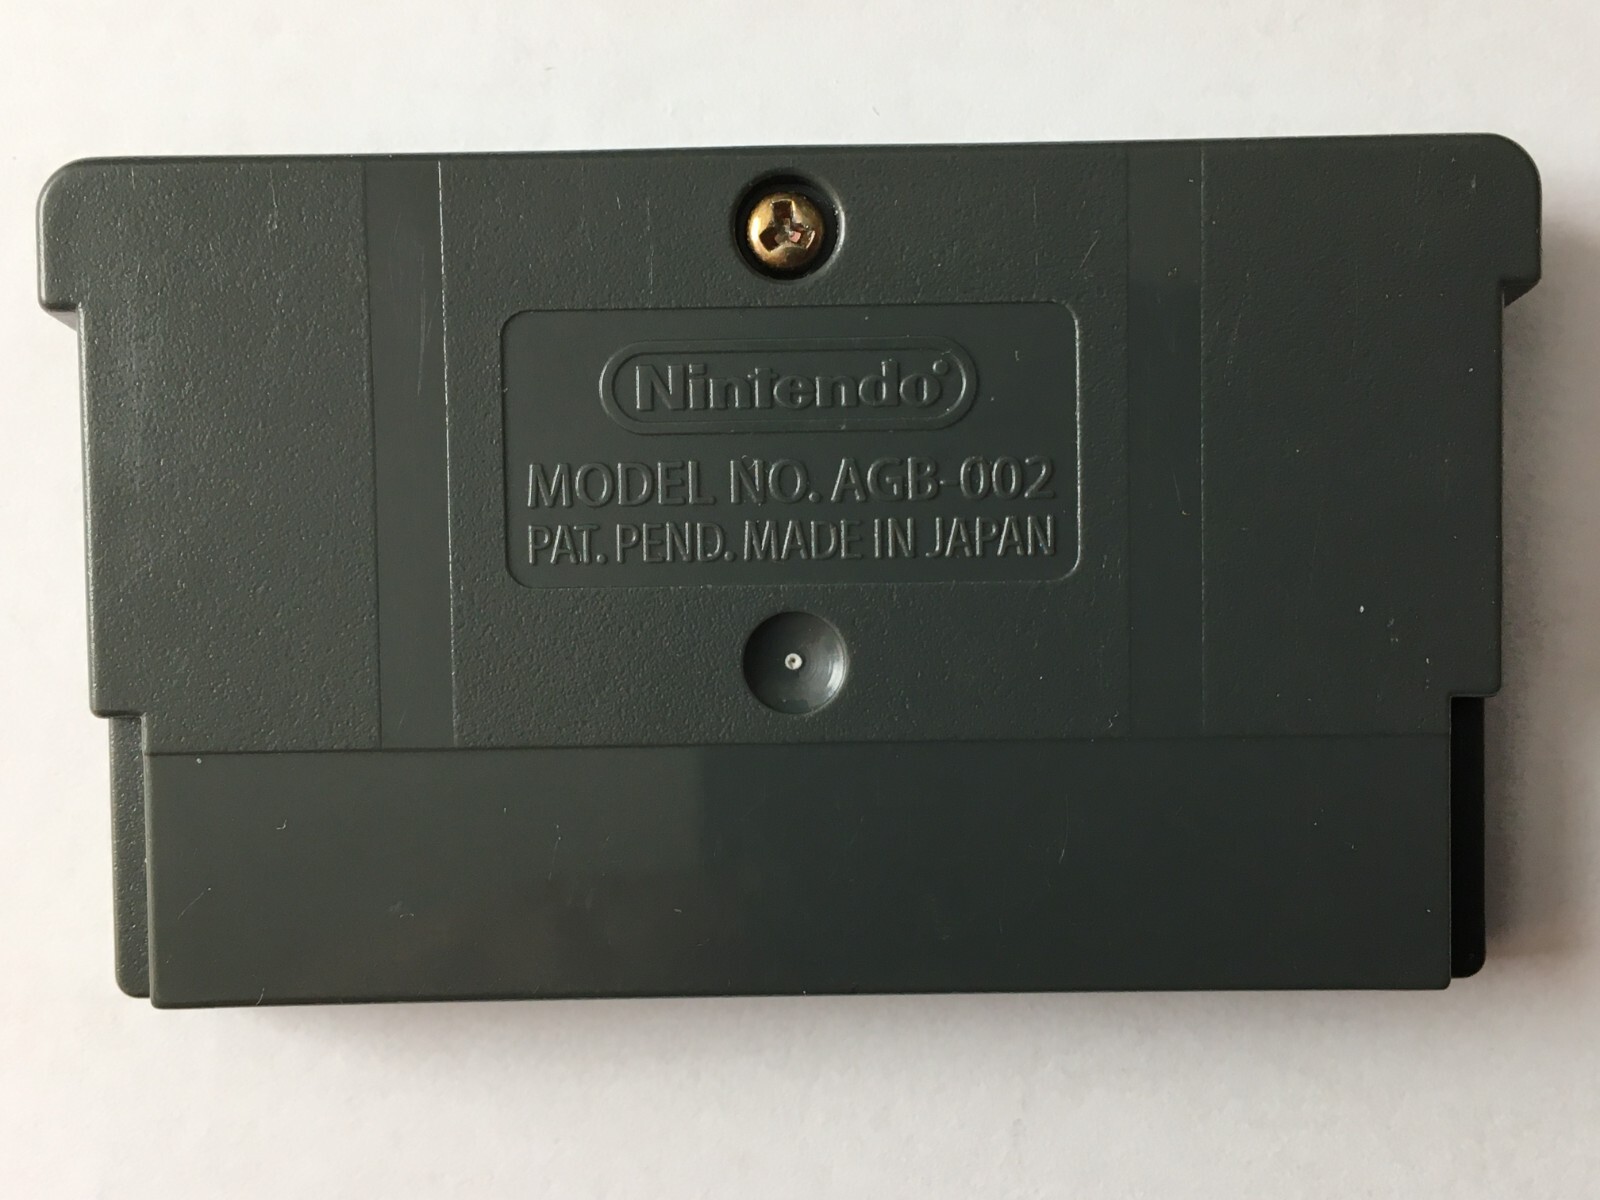 Nintendo
MODEL NO. AGB-002
PAT. PEND. MADE IN JAPAN